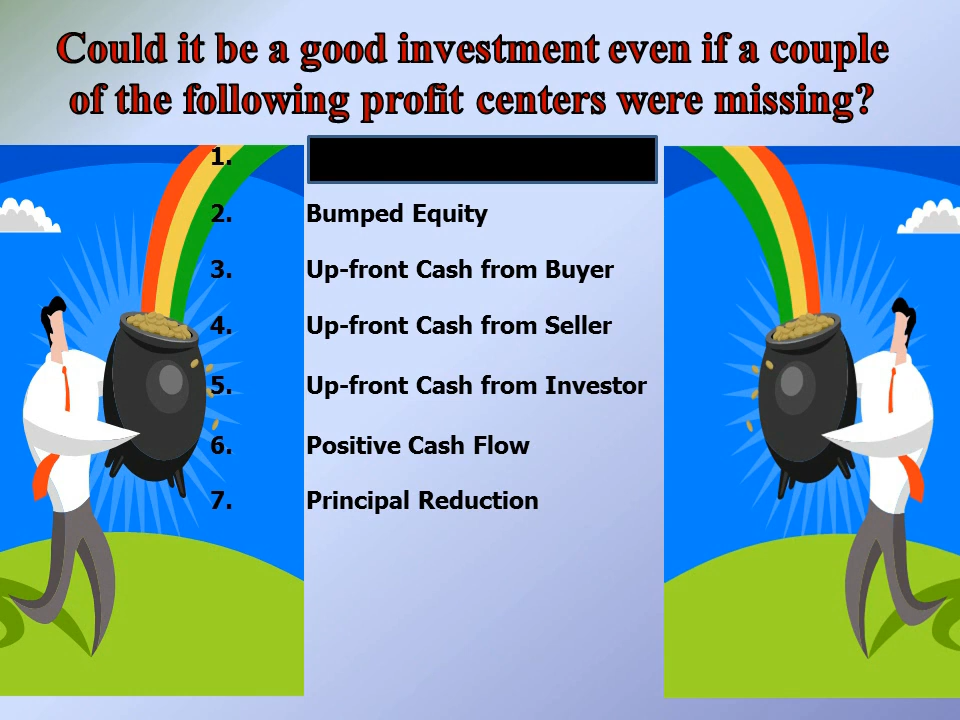 Could it be a good investment even if a couple
of the following profit centers were missing?
1.
2. Bumped Equity
3. Up-front Cash from Buyer
4. Up-front Cash from Seller
5. Up-front Cash from Investor
6. Positive Cash Flow
7. Principal Reduction